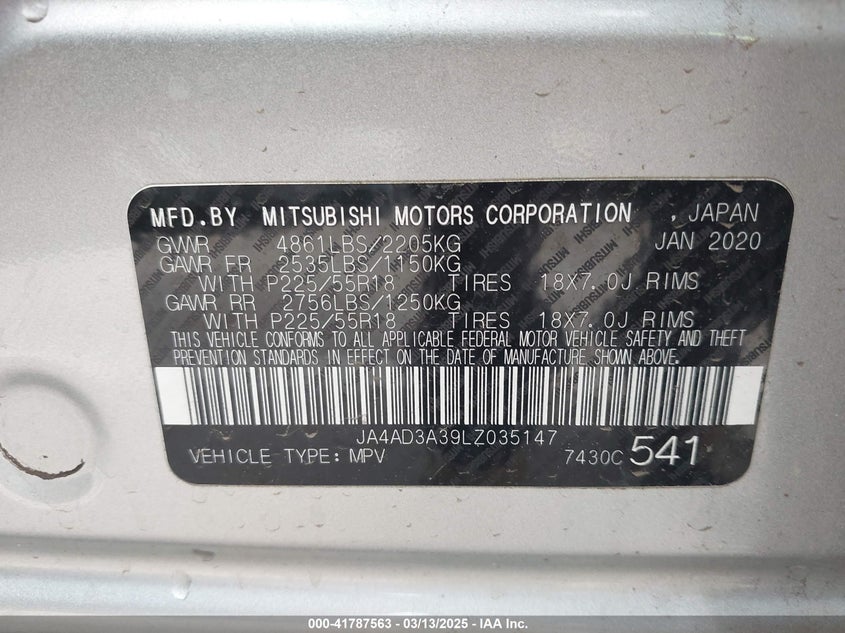 MFD.BY MITSUBISHI MOTORS CORPORATION , JAPAN
GVWR 4861LBS/2205KG JAN 2020
GAWR FR 2535LBS/1150KG
WITH P225/55R18 TIRES 18X7.0J RIMS
GAWR RR 2756LBS/1250KG
WITH P225/55R18 TIRES 18X7.0J RIMS
THIS VEHICLE CONFORMS TO ALL APPLICABLE FEDERAL MOTOR VEHICLE SAFETY AND THEFT
PREVENTION STANDARDS IN EFFECT ON THE DATE OF MANUFACTURE SHOWN ABOVE.
JA4AD3A39LZ035147
VEHICLE TYPE: MPV 7430C 541
000-41787563 — 03/13/2025 — IAA Inc.